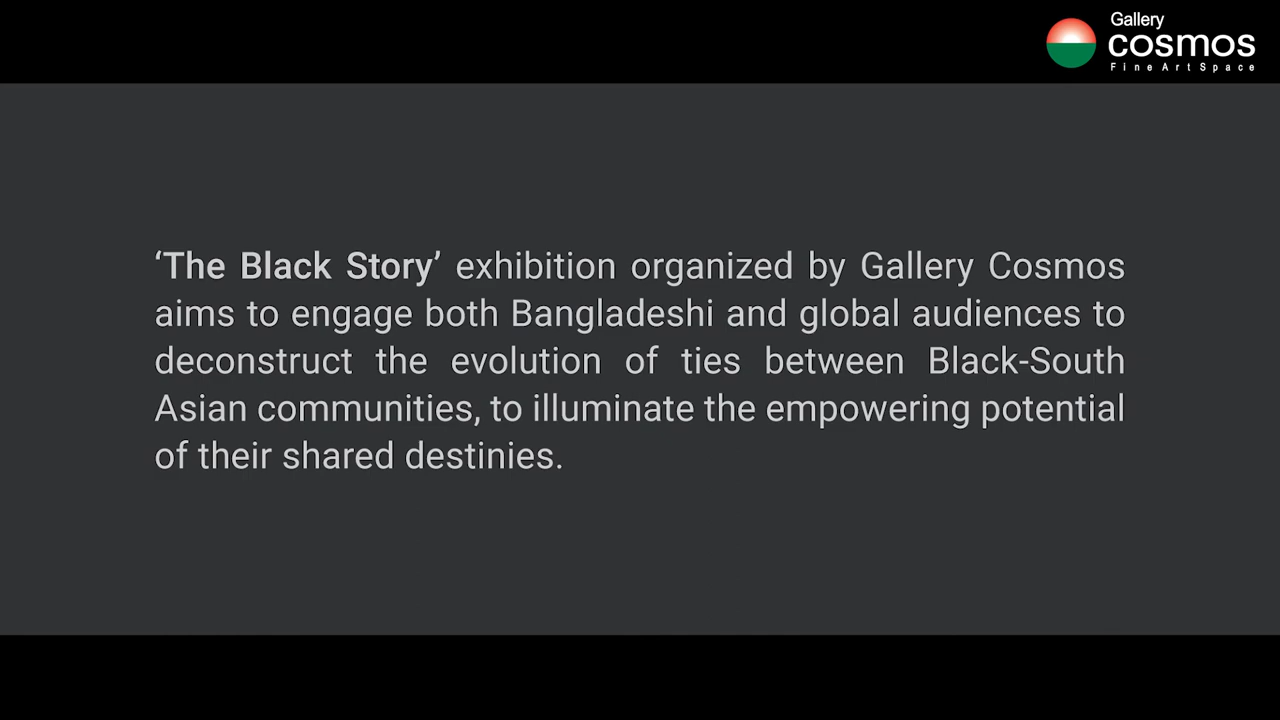 Gallery
cosmos
Fine Art Space
‘The Black Story’ exhibition organized by Gallery Cosmos
aims to engage both Bangladeshi and global audiences to
deconstruct the evolution of ties between Black-South
Asian communities, to illuminate the empowering potential
of their shared destinies.